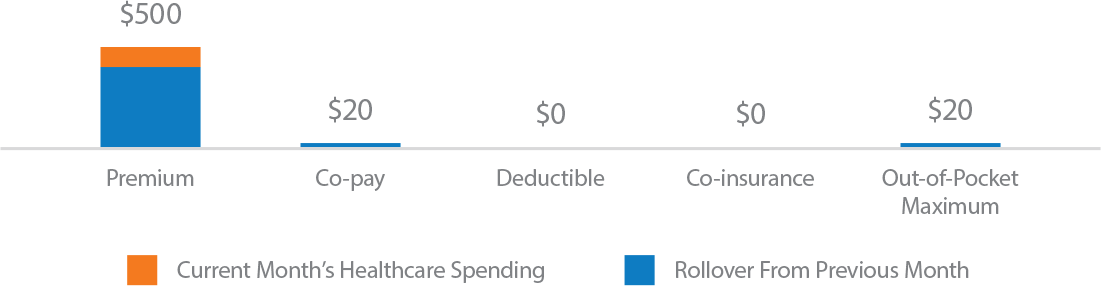 $500
$20
$0
$0
$20
Premium
Co-pay
Deductible
Co-insurance
Out-of-Pocket
Maximum
Current Month’s Healthcare Spending
Rollover From Previous Month